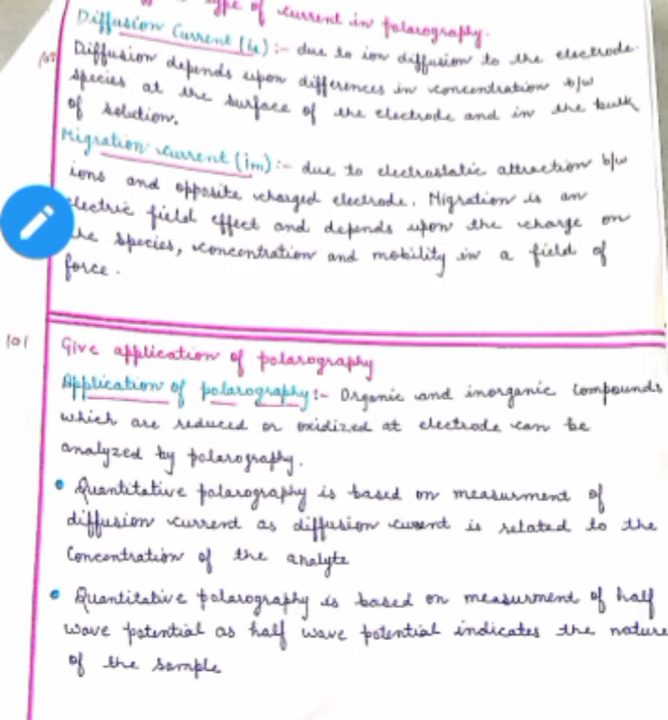 type of current in polarography.
Diffusion Current (id) :- due to ion diffusion to the electrode.
Diffusion depends upon differences in concentration b/w
species at the surface of the electrode and in the bulk
of solution.
Migration current (im) :- due to electrostatic attraction b/w
ions and opposite charged electrode. Migration is an
electric field effect and depends upon the charge on
the species, concentration and mobility in a field of
force.
101
Give application of polarography
Application of polarography :- Organic and inorganic compounds
which are reduced or oxidized at electrode can be
analyzed by polarography.
• Quantitative polarography is based on measurment of
diffusion current as diffusion current is related to the
Concentration of the analyte
• Quantitative polarography is based on measurment of half
wave potential as half wave potential indicates the nature
of the sample